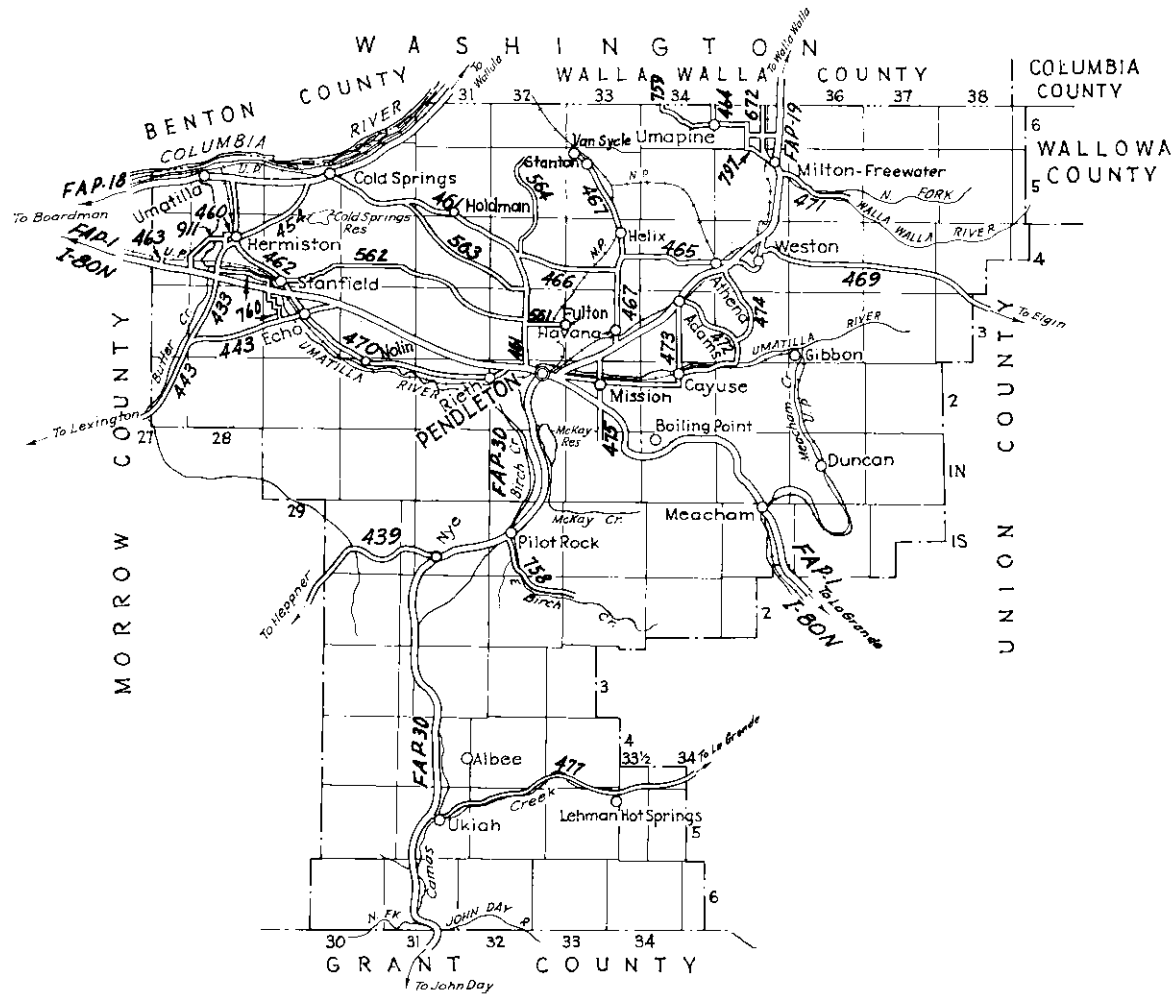 WASHINGTON
WALLA WALLA COUNTY
COLUMBIA COUNTY
BENTON COUNTY
To Wallula
To Walla Walla
31 32 33 34 36 37 38
759 464 672
FAP-19
6
COLUMBIA RIVER
WALLOWA COUNTY
Van Sycle
Umapine
797
Milton-Freewater
U.P.
Stanton
N.P.
FAP-18
Umatilla
Cold Springs
564
467
471
N. FORK
WALLA WALLA RIVER
5
To Boardman
460
454
Cold Springs Res
461
Holdman
911
463
U.P.
Hermiston
Helix
465
Weston
FAP-1
I-80N
462
563
N.P.
466
Athena
469
4
562
Stanfield
433
760
561
Fulton
467
Havana
Adams
474
472
473
UMATILLA RIVER
3
To Elgin
Echo
443
470
Nolin
UMATILLA RIVER
461
Gibbon
Butter Cr.
443
Rieth
PENDLETON
Mission
Cayuse
Meacham Cr.
U.P.
2
To Lexington
27 28
475
McKay Res
Boiling Point
FAP-30
Birch Cr.
Duncan
1N
MORROW COUNTY
UNION COUNTY
29
McKay Cr.
Meacham
439
Nye
Pilot Rock
1S
To Heppner
758
Birch Cr.
FAP-1
I-80N
To La Grande
2
3
FAP-30
Albee
4
33½ 34
To La Grande
477
Creek
Ukiah
Lehman Hot Springs
5
Camas
6
N. FK JOHN DAY R
30 31 32 33 34
GRANT COUNTY
To John Day